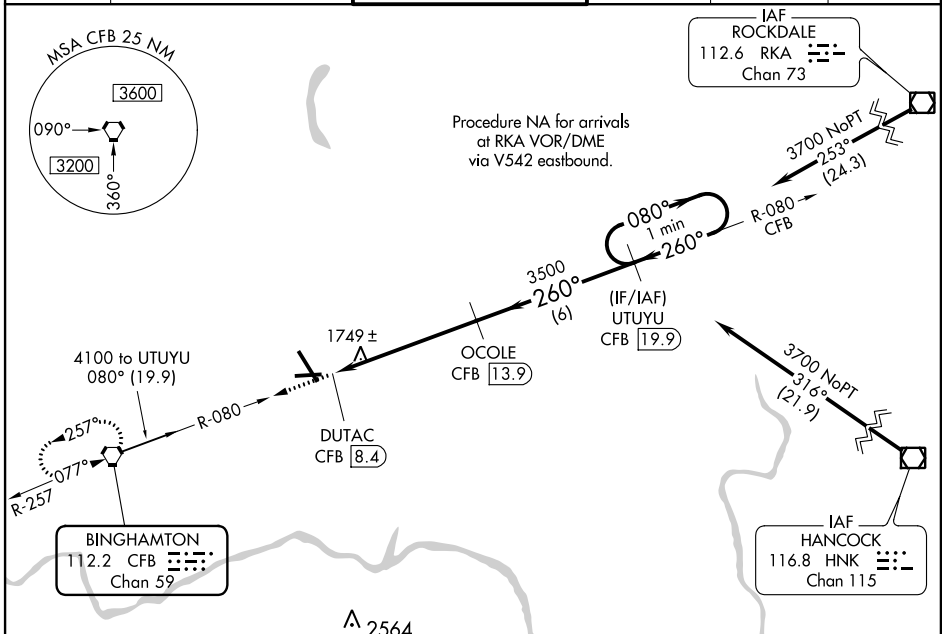 MSA CFB 25 NM
3600
090°
3200
360°
IAF
ROCKDALE
112.6 RKA
Chan 73
Procedure NA for arrivals
at RKA VOR/DME
via V542 eastbound.
3700 NoPT
253°
(24.3)
080°
1 min
260°
R-080
CFB
3500
260°
(6)
(IF/IAF)
UTUYU
CFB 19.9
1749 ±
OCOLE
CFB 13.9
4100 to UTUYU
080° (19.9)
3700 NoPT
316°
(21.9)
R-080
DUTAC
CFB 8.4
257°
077°
R-257
BINGHAMTON
112.2 CFB
Chan 59
IAF
HANCOCK
116.8 HNK
Chan 115
2564